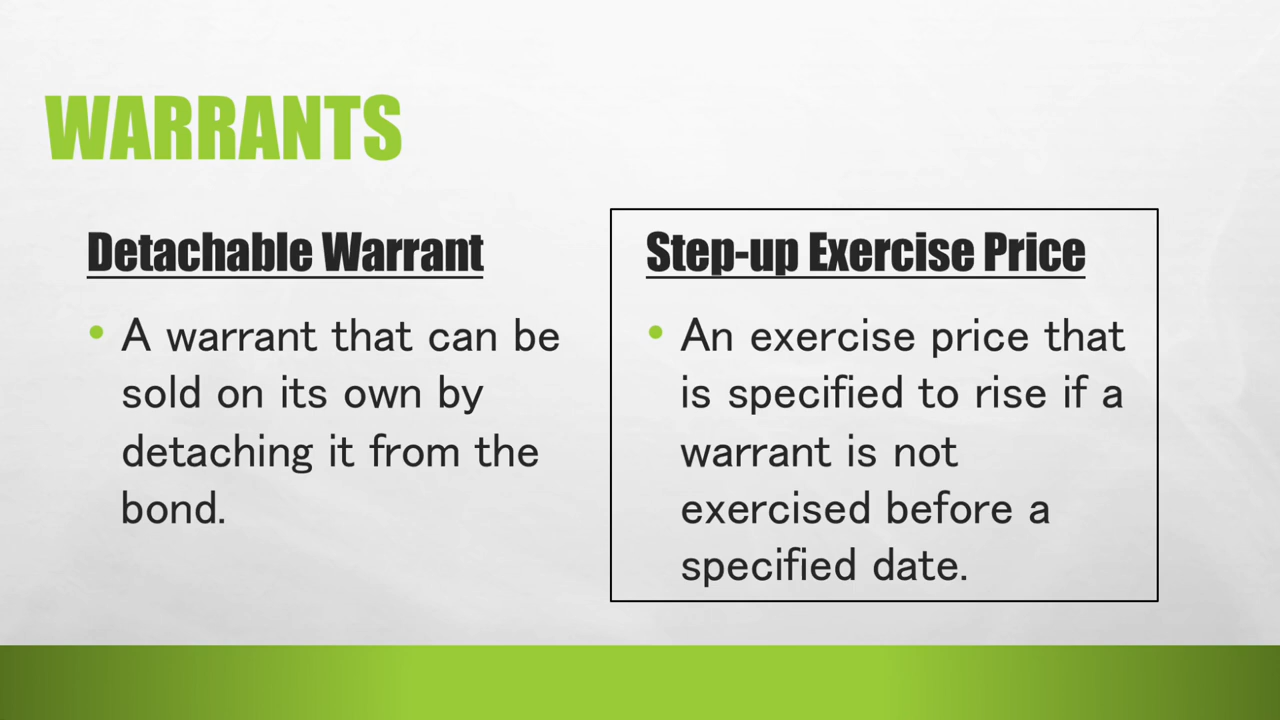 WARRANTS
Detachable Warrant
• A warrant that can be
sold on its own by
detaching it from the
bond.
Step-up Exercise Price
• An exercise price that
is specified to rise if a
warrant is not
exercised before a
specified date.